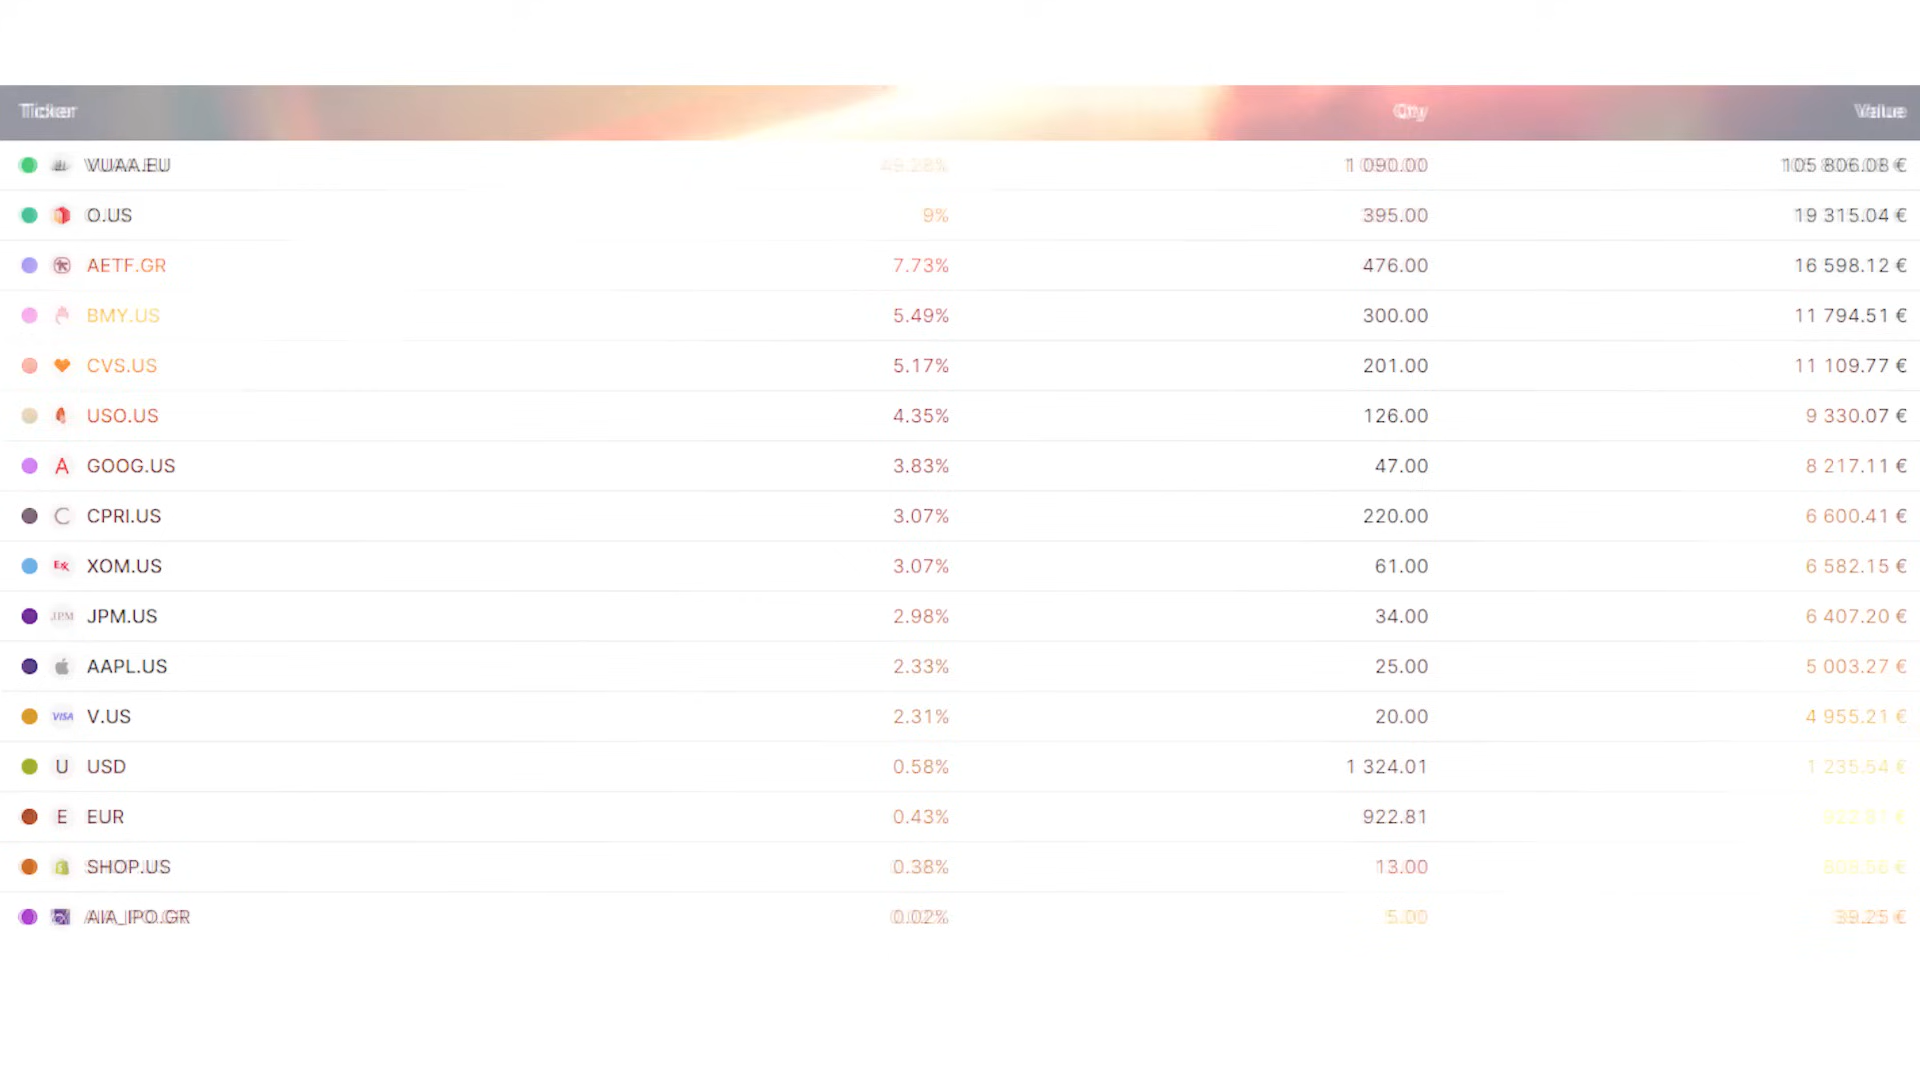 Ticker Qty Value
VUAA.EU 49.28% 1 090.00 105 806.08 €
O.US 9% 395.00 19 315.04 €
AETF.GR 7.73% 476.00 16 598.12 €
BMY.US 5.49% 300.00 11 794.51 €
CVS.US 5.17% 201.00 11 109.77 €
USO.US 4.35% 126.00 9 330.07 €
A GOOG.US 3.83% 47.00 8 217.11 €
CPRI.US 3.07% 220.00 6 600.41 €
XOM.US 3.07% 61.00 6 582.15 €
JPM JPM.US 2.98% 34.00 6 407.20 €
AAPL.US 2.33% 25.00 5 003.27 €
VISA V.US 2.31% 20.00 4 955.21 €
U USD 0.58% 1 324.01 1 235.54 €
E EUR 0.43% 922.81 922.81 €
SHOP.US 0.38% 13.00 €
AIA_IPO.GR 0.02% 5.00 39.25 €